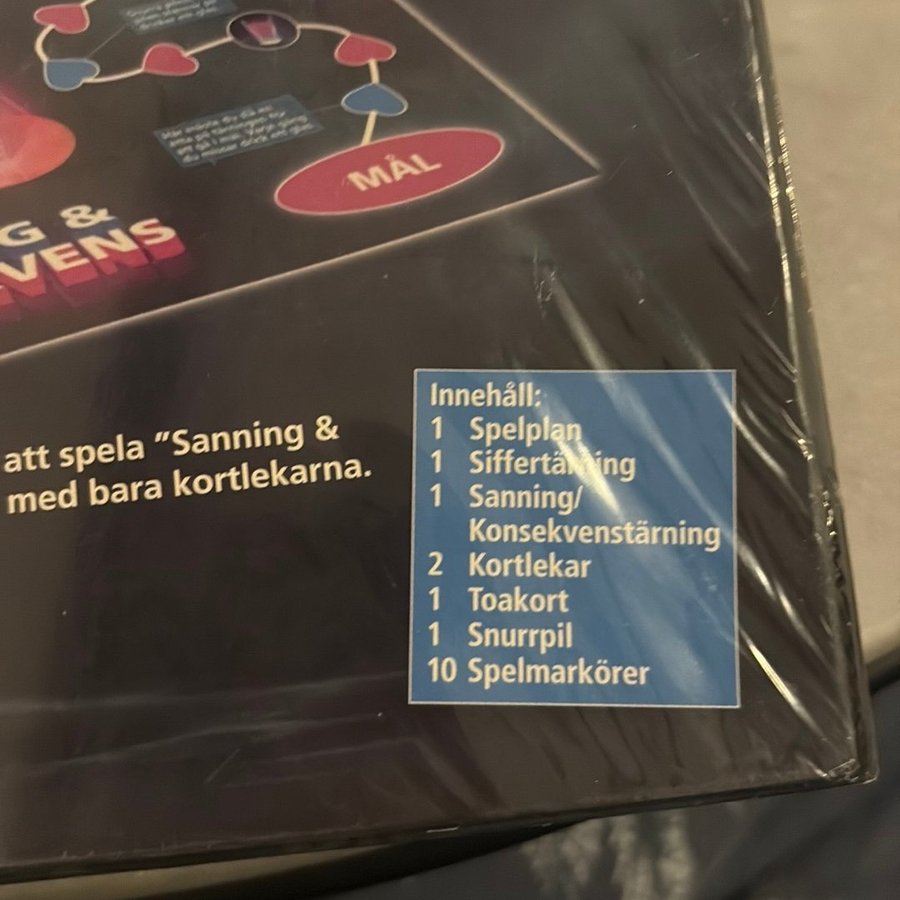 MÅL
G &
VENS
att spela ”Sanning &
med bara kortlekarna.
Innehåll:
1 Spelplan
1 Siffertärning
1 Sanning/
Konsekvenstärning
2 Kortlekar
1 Toakort
1 Snurrpil
10 Spelmarkörer